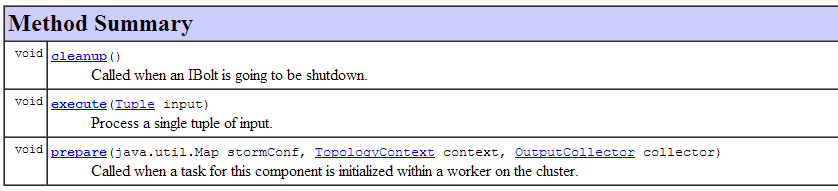 Method Summary
void cleanup()
Called when an IBolt is going to be shutdown.
void execute(Tuple input)
Process a single tuple of input.
void prepare(java.util.Map stormConf, TopologyContext context, OutputCollector collector)
Called when a task for this component is initialized within a worker on the cluster.